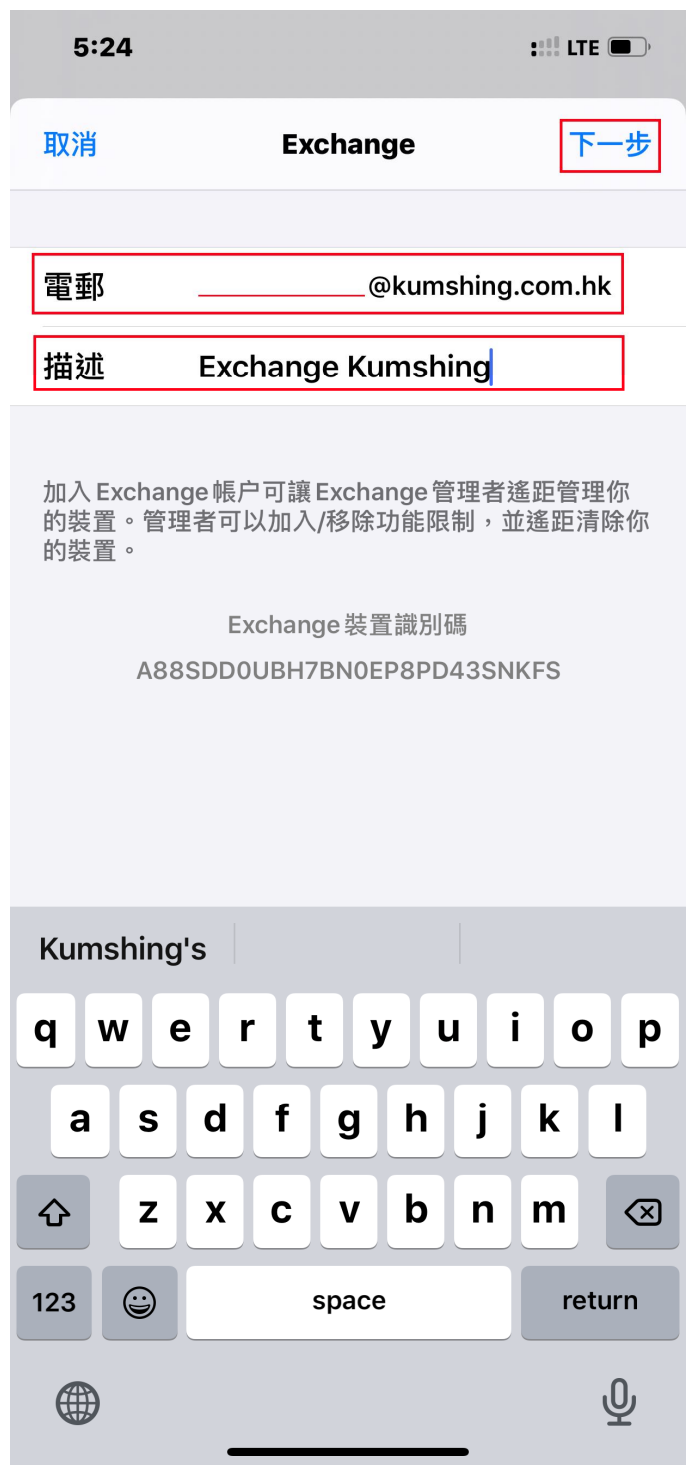 5:24 LTE
取消 Exchange 下一步
電郵 @kumshing.com.hk
描述 Exchange Kumshing
加入 Exchange 帳户可讓 Exchange 管理者遙距管理你
的裝置。管理者可以加入/移除功能限制，並遙距清除你
的裝置。
Exchange 裝置識別碼
A88SDD0UBH7BN0EP8PD43SNKFS
Kumshing's
q w e r t y u i o p
a s d f g h j k l
z x c v b n m
123 space return